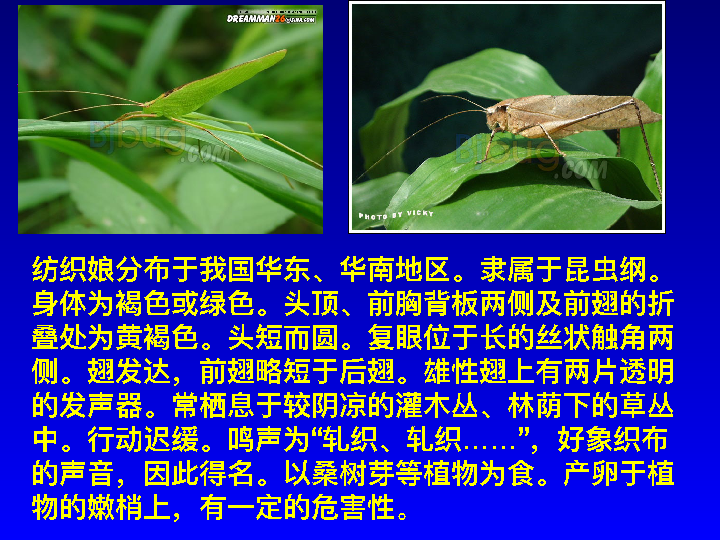 DREAMMAN26@SINA.COM
Bjbug
.com
Bjbug
.com
PHOTO BY VICKY
纺织娘分布于我国华东、华南地区。隶属于昆虫纲。
身体为褐色或绿色。头顶、前胸背板两侧及前翅的折
叠处为黄褐色。头短而圆。复眼位于长的丝状触角两
侧。翅发达，前翅略短于后翅。雄性翅上有两片透明
的发声器。常栖息于较阴凉的灌木丛、林荫下的草丛
中。行动迟缓。鸣声为“轧织、轧织……”，好象织布
的声音，因此得名。以桑树芽等植物为食。产卵于植
物的嫩梢上，有一定的危害性。